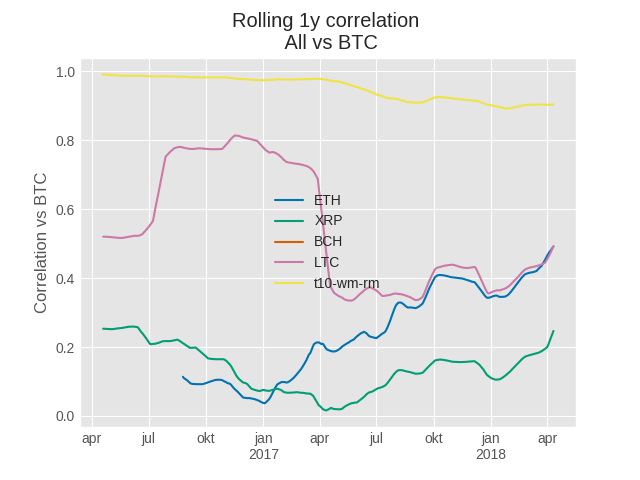 Rolling 1y correlation
All vs BTC
Correlation vs BTC
1.0
0.8
0.6
0.4
0.2
0.0
ETH
XRP
BCH
LTC
t10-wm-rm
apr jul okt jan apr jul okt jan apr
2017 2018